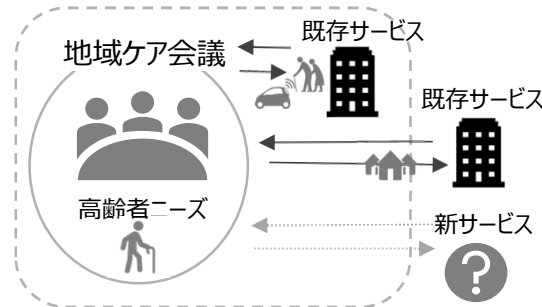 地域ケア会議
既存サービス
既存サービス
高齢者ニーズ
新サービス
?